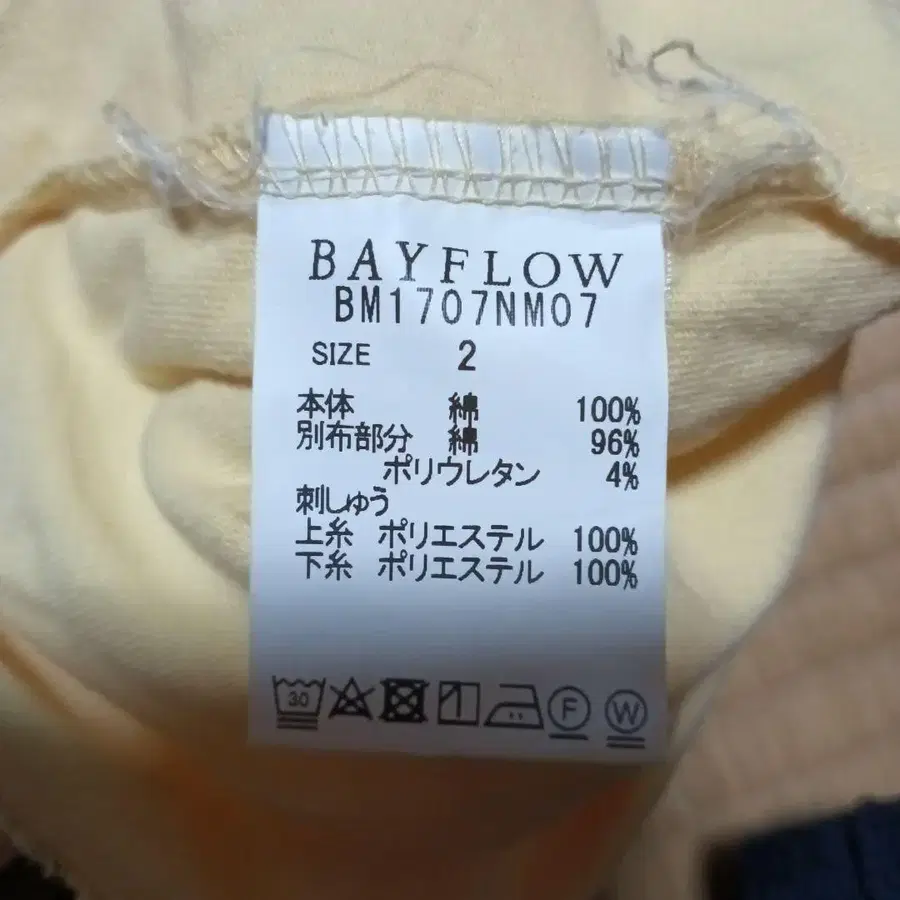 BAYFLOW
BM1707NM07
SIZE 2
本体 綿 100%
別布部分 綿 96%
ポリウレタン 4%
刺しゅう
上糸 ポリエステル 100%
下糸 ポリエステル 100%
30 F W